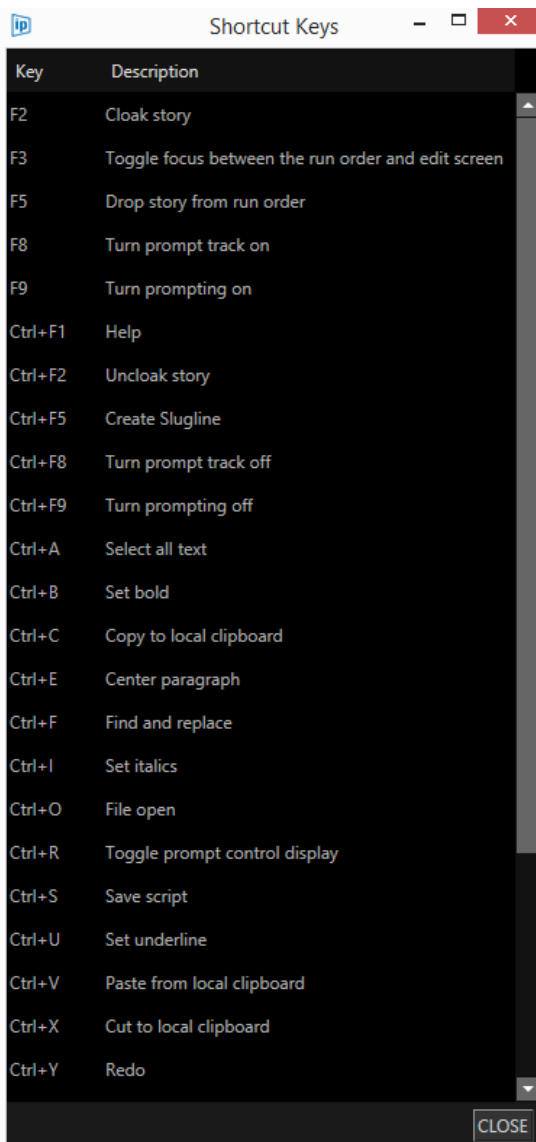 ip Shortcut Keys
Key Description
F2 Cloak story
F3 Toggle focus between the run order and edit screen
F5 Drop story from run order
F8 Turn prompt track on
F9 Turn prompting on
Ctrl+F1 Help
Ctrl+F2 Uncloak story
Ctrl+F5 Create Slugline
Ctrl+F8 Turn prompt track off
Ctrl+F9 Turn prompting off
Ctrl+A Select all text
Ctrl+B Set bold
Ctrl+C Copy to local clipboard
Ctrl+E Center paragraph
Ctrl+F Find and replace
Ctrl+I Set italics
Ctrl+O File open
Ctrl+R Toggle prompt control display
Ctrl+S Save script
Ctrl+U Set underline
Ctrl+V Paste from local clipboard
Ctrl+X Cut to local clipboard
Ctrl+Y Redo
CLOSE